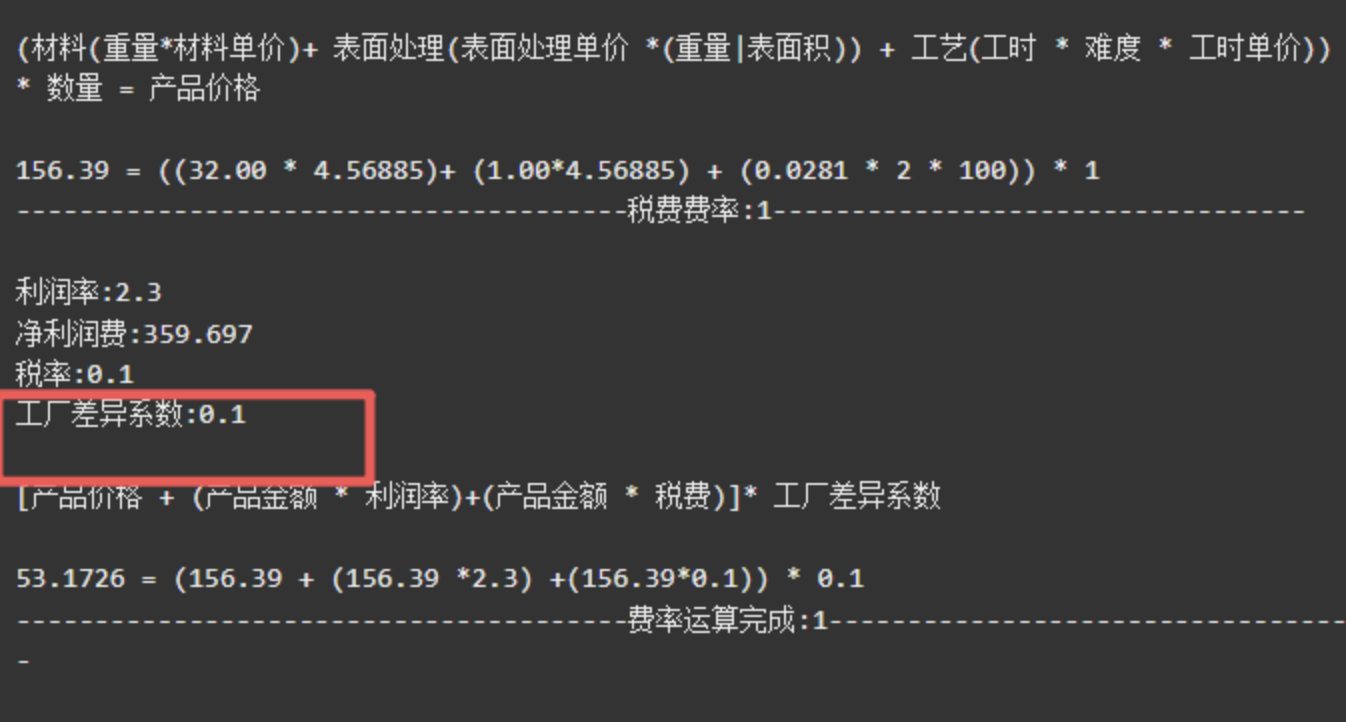 (材料(重量*材料单价)+ 表面处理(表面处理单价 *(重量|表面积)) + 工艺(工时 * 难度 * 工时单价))
* 数量 = 产品价格
156.39 = ((32.00 * 4.56885)+ (1.00*4.56885) + (0.0281 * 2 * 100)) * 1
---------------------------------------税费费率:1----------------------------------
利润率:2.3
净利润费:359.697
税率:0.1
工厂差异系数:0.1
[产品价格 + (产品金额 * 利润率)+(产品金额 * 税费)]* 工厂差异系数
53.1726 = (156.39 + (156.39 *2.3) +(156.39*0.1)) * 0.1
---------------------------------------费率运算完成:1---------------------------------
-